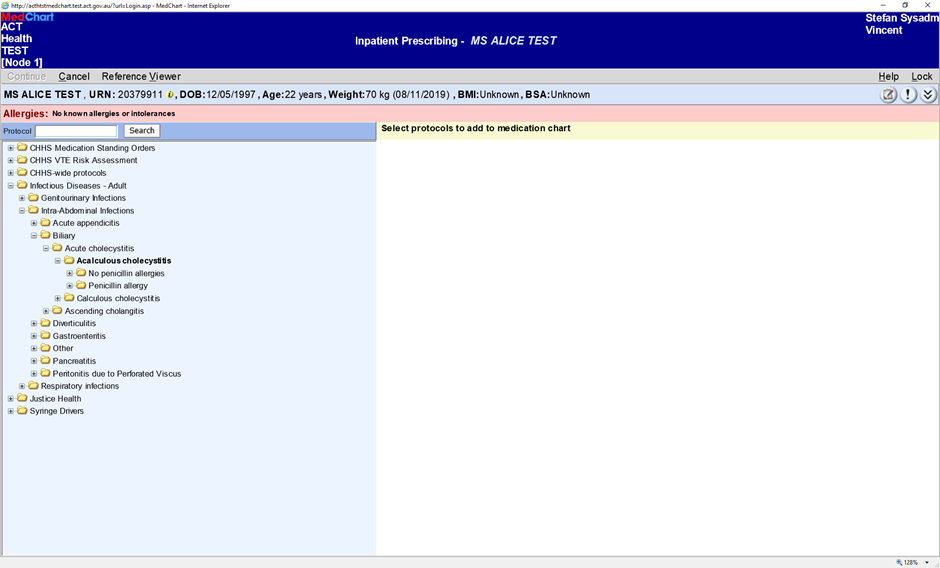 http://acthtstmedchart.test.act.gov.au/?url=Login.asp - MedChart - Internet Explorer
MedChart
ACT
Health
TEST
[Node 1]
Inpatient Prescribing - MS ALICE TEST
Stefan Sysadm
Vincent
Continue Cancel Reference Viewer Help Lock
MS ALICE TEST , URN: 20379911 i , DOB:12/05/1997 , Age:22 years , Weight:70 kg (08/11/2019) , BMI:Unknown , BSA:Unknown
Allergies: No known allergies or intolerances
Protocol Search
Select protocols to add to medication chart
CHHS Medication Standing Orders
CHHS VTE Risk Assessment
CHHS-wide protocols
Infectious Diseases - Adult
Genitourinary Infections
Intra-Abdominal Infections
Acute appendicitis
Biliary
Acute cholecystitis
Acalculous cholecystitis
No penicillin allergies
Penicillin allergy
Calculous cholecystitis
Ascending cholangitis
Diverticulitis
Gastroenteritis
Other
Pancreatitis
Peritonitis due to Perforated Viscus
Respiratory infections
Justice Health
Syringe Drivers
128%